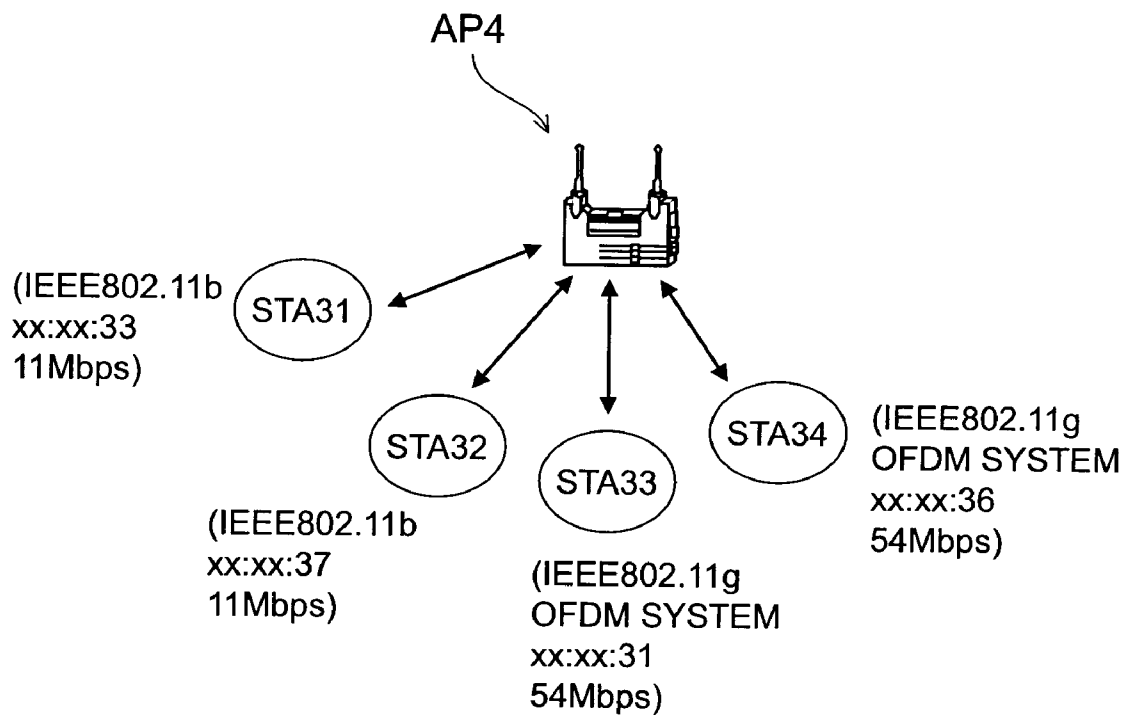 AP4
(IEEE802.11b
xx:xx:33
11Mbps)
STA31
STA32
(IEEE802.11b
xx:xx:37
11Mbps)
STA33
(IEEE802.11g
OFDM SYSTEM
xx:xx:31
54Mbps)
STA34
(IEEE802.11g
OFDM SYSTEM
xx:xx:36
54Mbps)